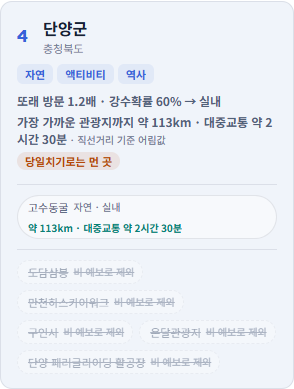 4 단양군
충청북도
자연 액티비티 역사
또래 방문 1.2배 · 강수확률 60% → 실내
가장 가까운 관광지까지 약 113km · 대중교통 약 2
시간 30분 · 직선거리 기준 어림값
당일치기로는 먼 곳
고수동굴 자연 · 실내
약 113km · 대중교통 약 2시간 30분
도담삼봉 비 예보로 제외
만천하스카이워크 비 예보로 제외
구인사 비 예보로 제외 온달관광지 비 예보로 제외
단양 패러글라이딩 활공장 비 예보로 제외